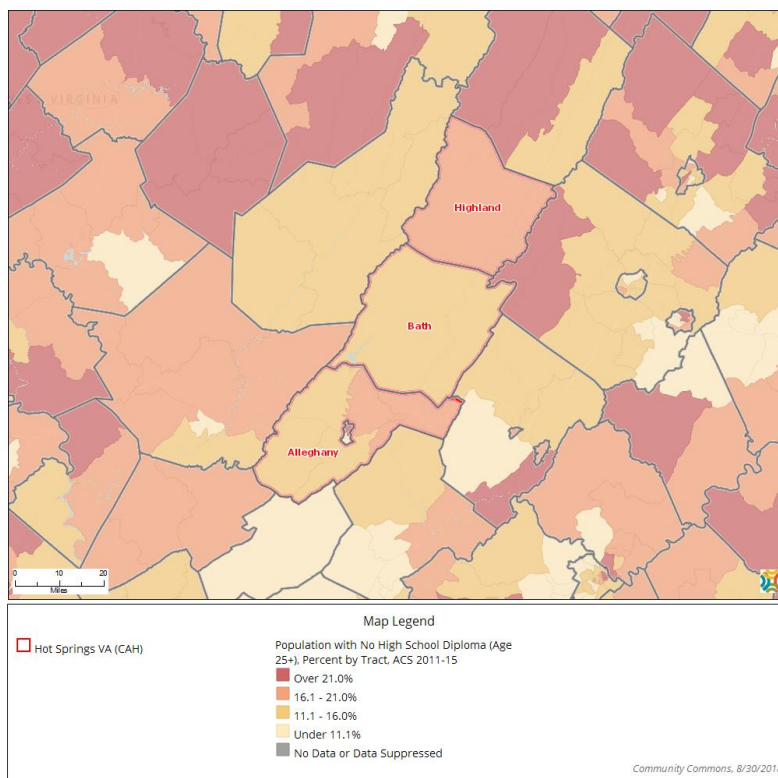 VIRGINIA
Highland
Bath
Alleghany
0 10 20
Miles
Map Legend
Hot Springs VA (CAH)
Population with No High School Diploma (Age
25+), Percent by Tract, ACS 2011-15
Over 21.0%
16.1 - 21.0%
11.1 - 16.0%
Under 11.1%
No Data or Data Suppressed
Community Commons, 8/30/201